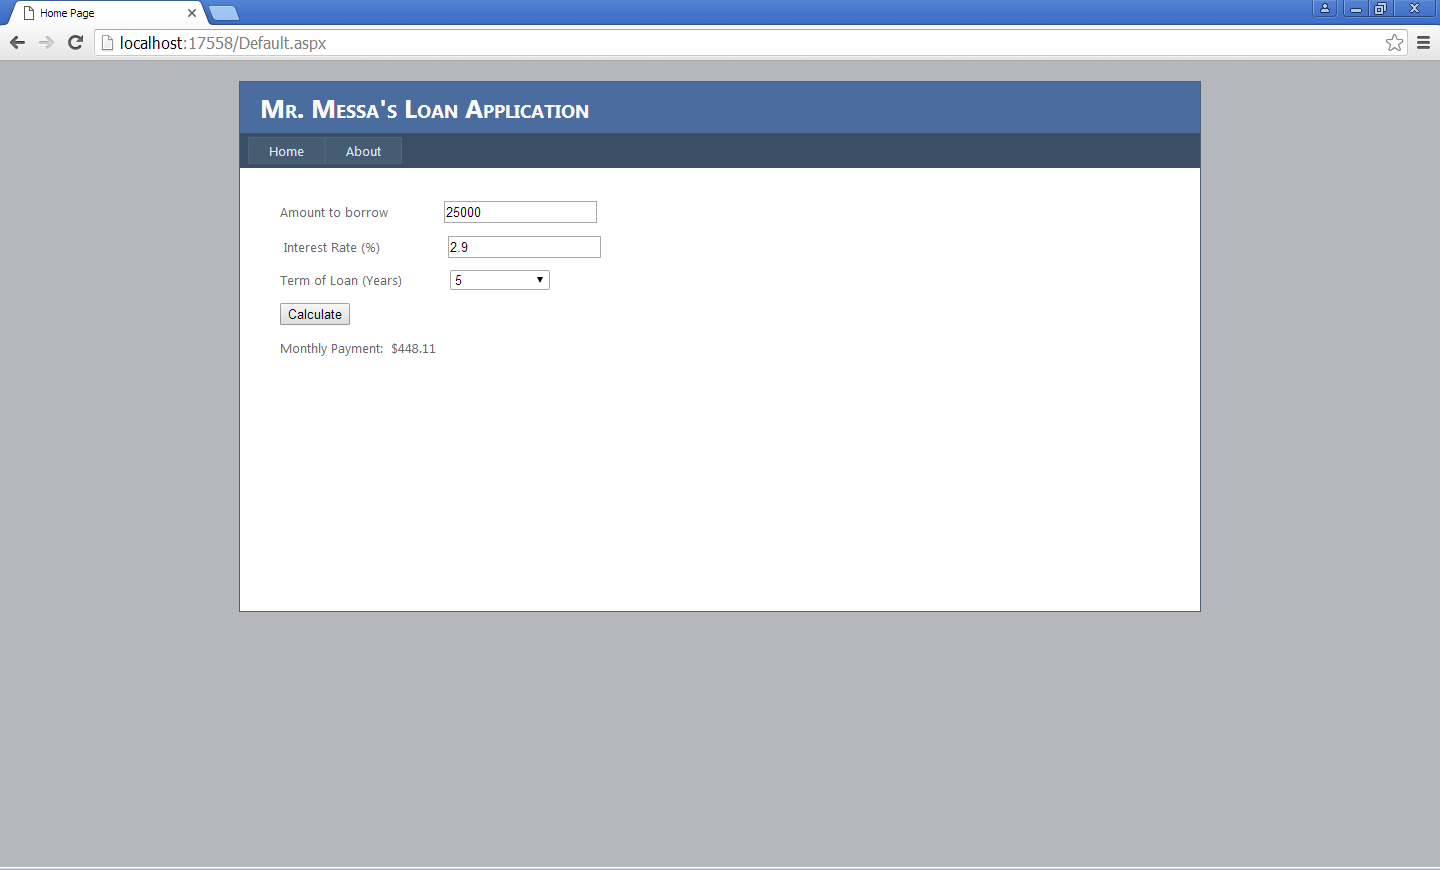 Home Page
localhost:17558/Default.aspx
Mr. Messa's Loan Application
Home About
Amount to borrow 25000
Interest Rate (%) 2.9
Term of Loan (Years) 5
Calculate
Monthly Payment: $448.11